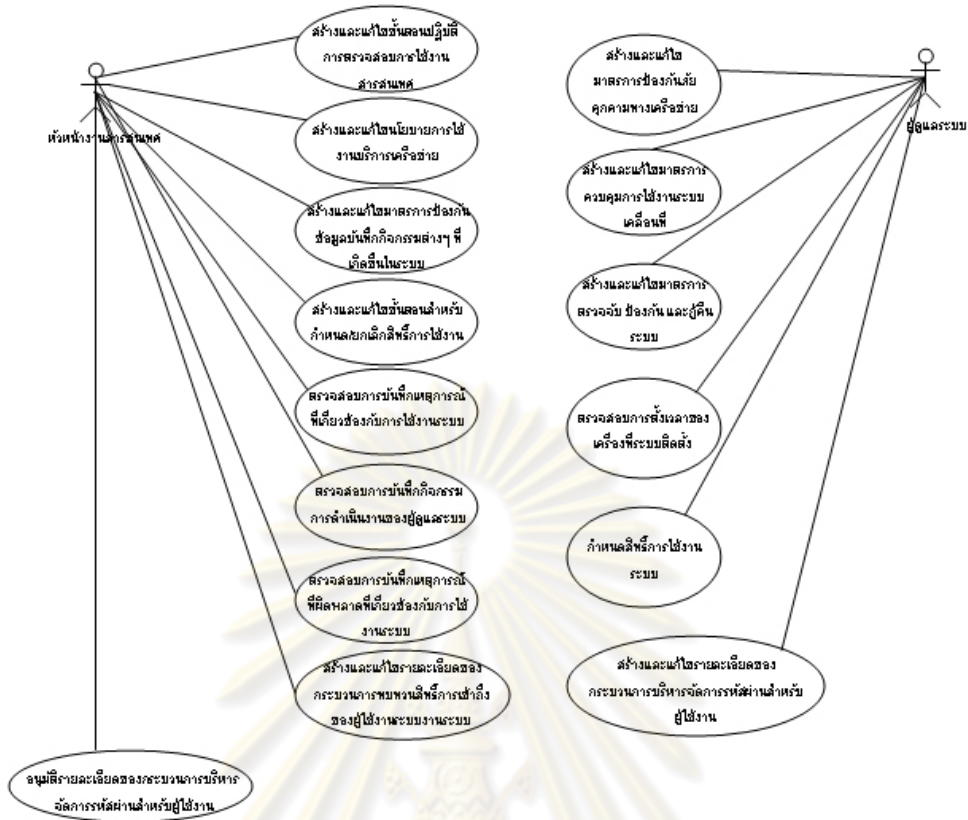 สร้างและแก้ไขขั้นตอนปฏิบัติ
การตรวจสอบการใช้งาน
สารสนเทศ
หัวหน้างานสารสนเทศ
สร้างและแก้ไขนโยบายการใช้
งานบริการเครือข่าย
สร้างและแก้ไขมาตรการป้องกัน
ข้อมูลบันทึกกิจกรรมต่างๆ ที่
เกิดขึ้นในระบบ
สร้างและแก้ไขขั้นตอนสำหรับ
กำหนด/ยกเลิกสิทธิ์การใช้งาน
ตรวจสอบการบันทึกเหตุการณ์
ที่เกี่ยวข้องกับการใช้งานระบบ
ตรวจสอบการบันทึกกิจกรรม
การดำเนินงานของผู้ดูแลระบบ
ตรวจสอบการบันทึกเหตุการณ์
ที่ผิดพลาดที่เกี่ยวข้องกับการใช้
งานระบบ
สร้างและแก้ไขรายละเอียดของ
กระบวนการทบทวนสิทธิ์การเข้าถึง
ของผู้ใช้งานระบบงานระบบ
อนุมัติรายละเอียดของกระบวนการบริหาร
จัดการรหัสผ่านสำหรับผู้ใช้งาน
สร้างและแก้ไข
มาตรการป้องกันภัย
คุกคามทางเครือข่าย
ผู้ดูแลระบบ
สร้างและแก้ไขมาตรการ
ควบคุมการใช้งานระบบ
เคลื่อนที่
สร้างและแก้ไขมาตรการ
ตรวจจับ ป้องกัน และกู้คืน
ระบบ
ตรวจสอบการตั้งเวลาของ
เครื่องที่ระบบติดตั้ง
กำหนดสิทธิ์การใช้งาน
ระบบ
สร้างและแก้ไขรายละเอียดของ
กระบวนการบริหารจัดการรหัสผ่านสำหรับ
ผู้ใช้งาน